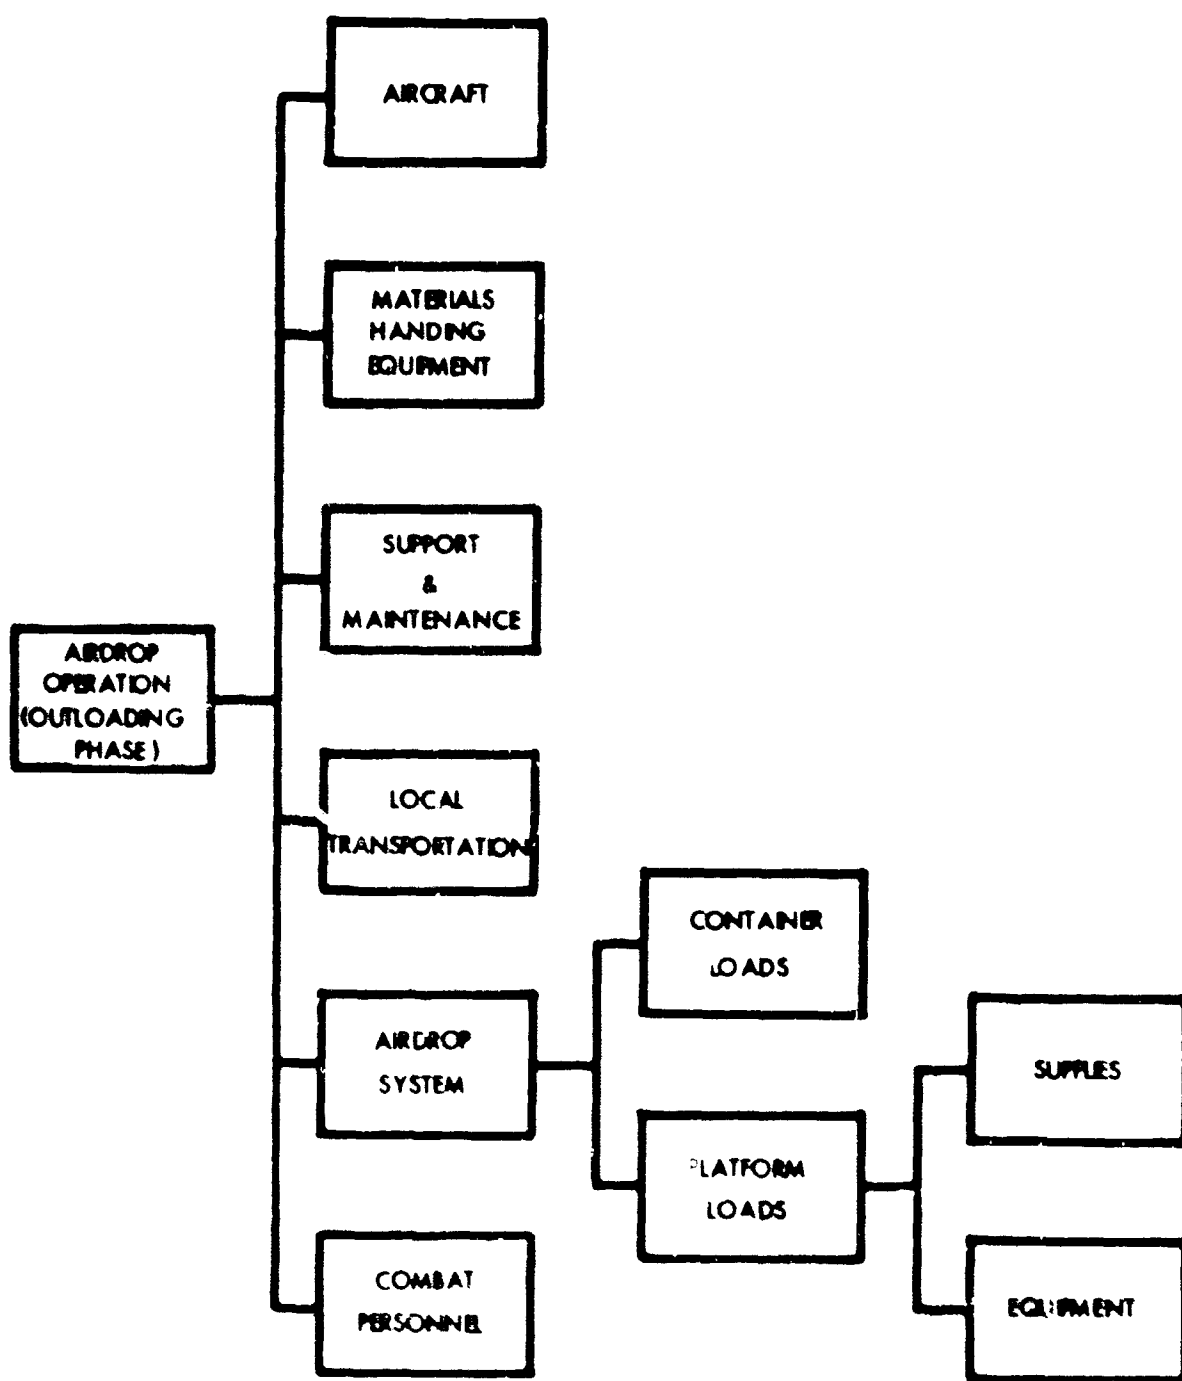 AIRCRAFT
MATERIALS
HANDING
EQUIPMENT
SUPPORT
&
MAINTENANCE
AIRDROP
OPERATION
(OUTLOADING
PHASE)
LOCAL
TRANSPORTATION
CONTAINER
LOADS
AIRDROP
SYSTEM
SUPPLIES
PLATFORM
LOADS
COMBAT
PERSONNEL
EQUIPMENT